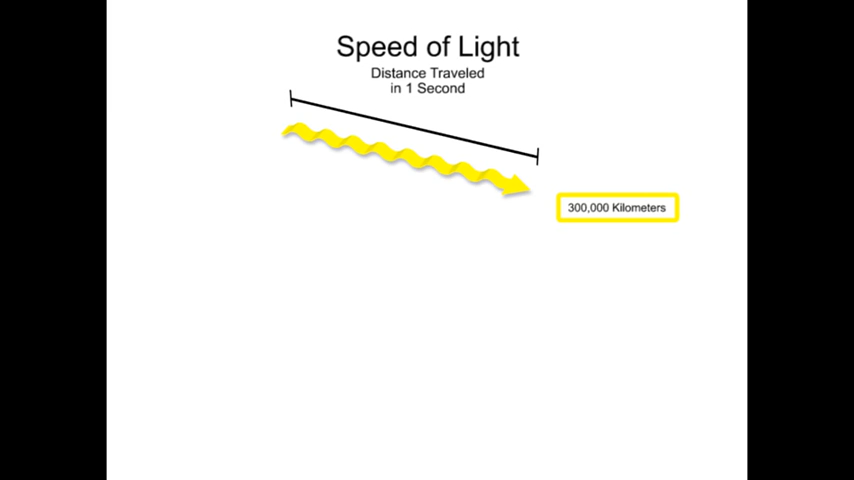 Speed of Light
Distance Traveled
in 1 Second
300,000 Kilometers